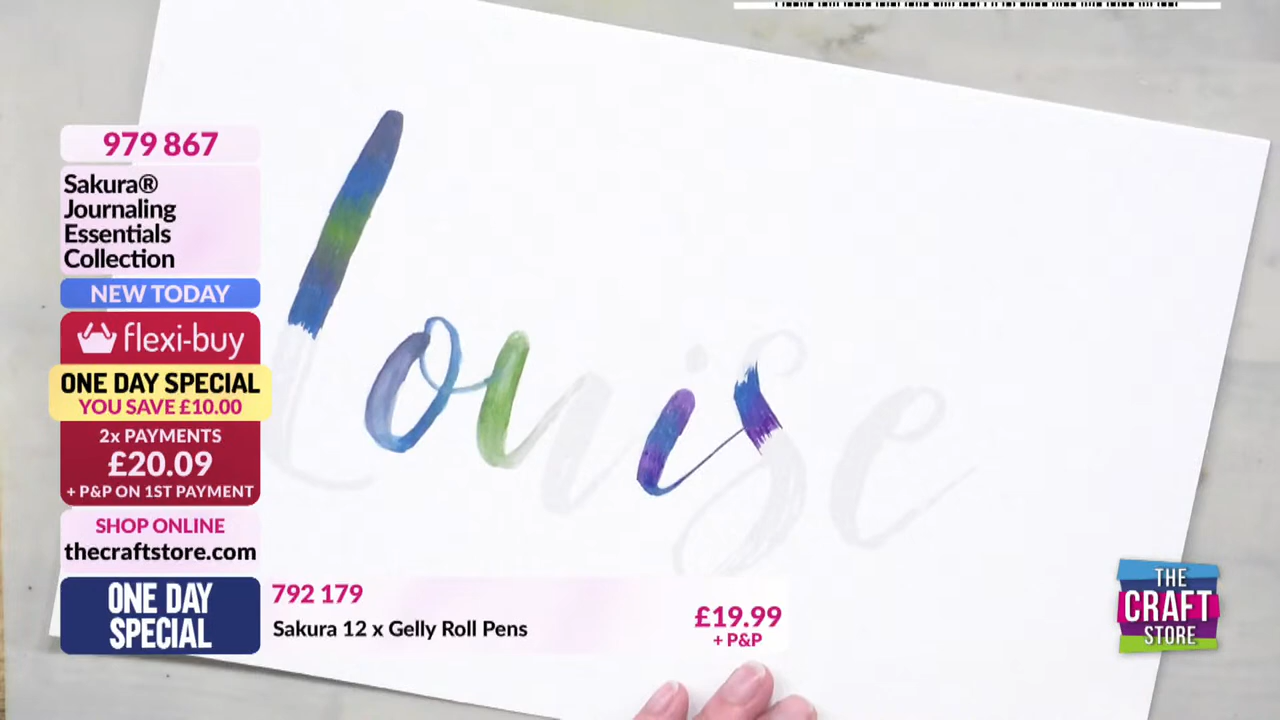 979 867
Sakura®
Journaling
Essentials
Collection
NEW TODAY
flexi-buy
ONE DAY SPECIAL
YOU SAVE £10.00
2x PAYMENTS
£20.09
+ P&P ON 1ST PAYMENT
SHOP ONLINE
thecraftstore.com
ONE DAY
SPECIAL
792 179
Sakura 12 x Gelly Roll Pens
£19.99
+ P&P
Louise
THE
CRAFT
STORE